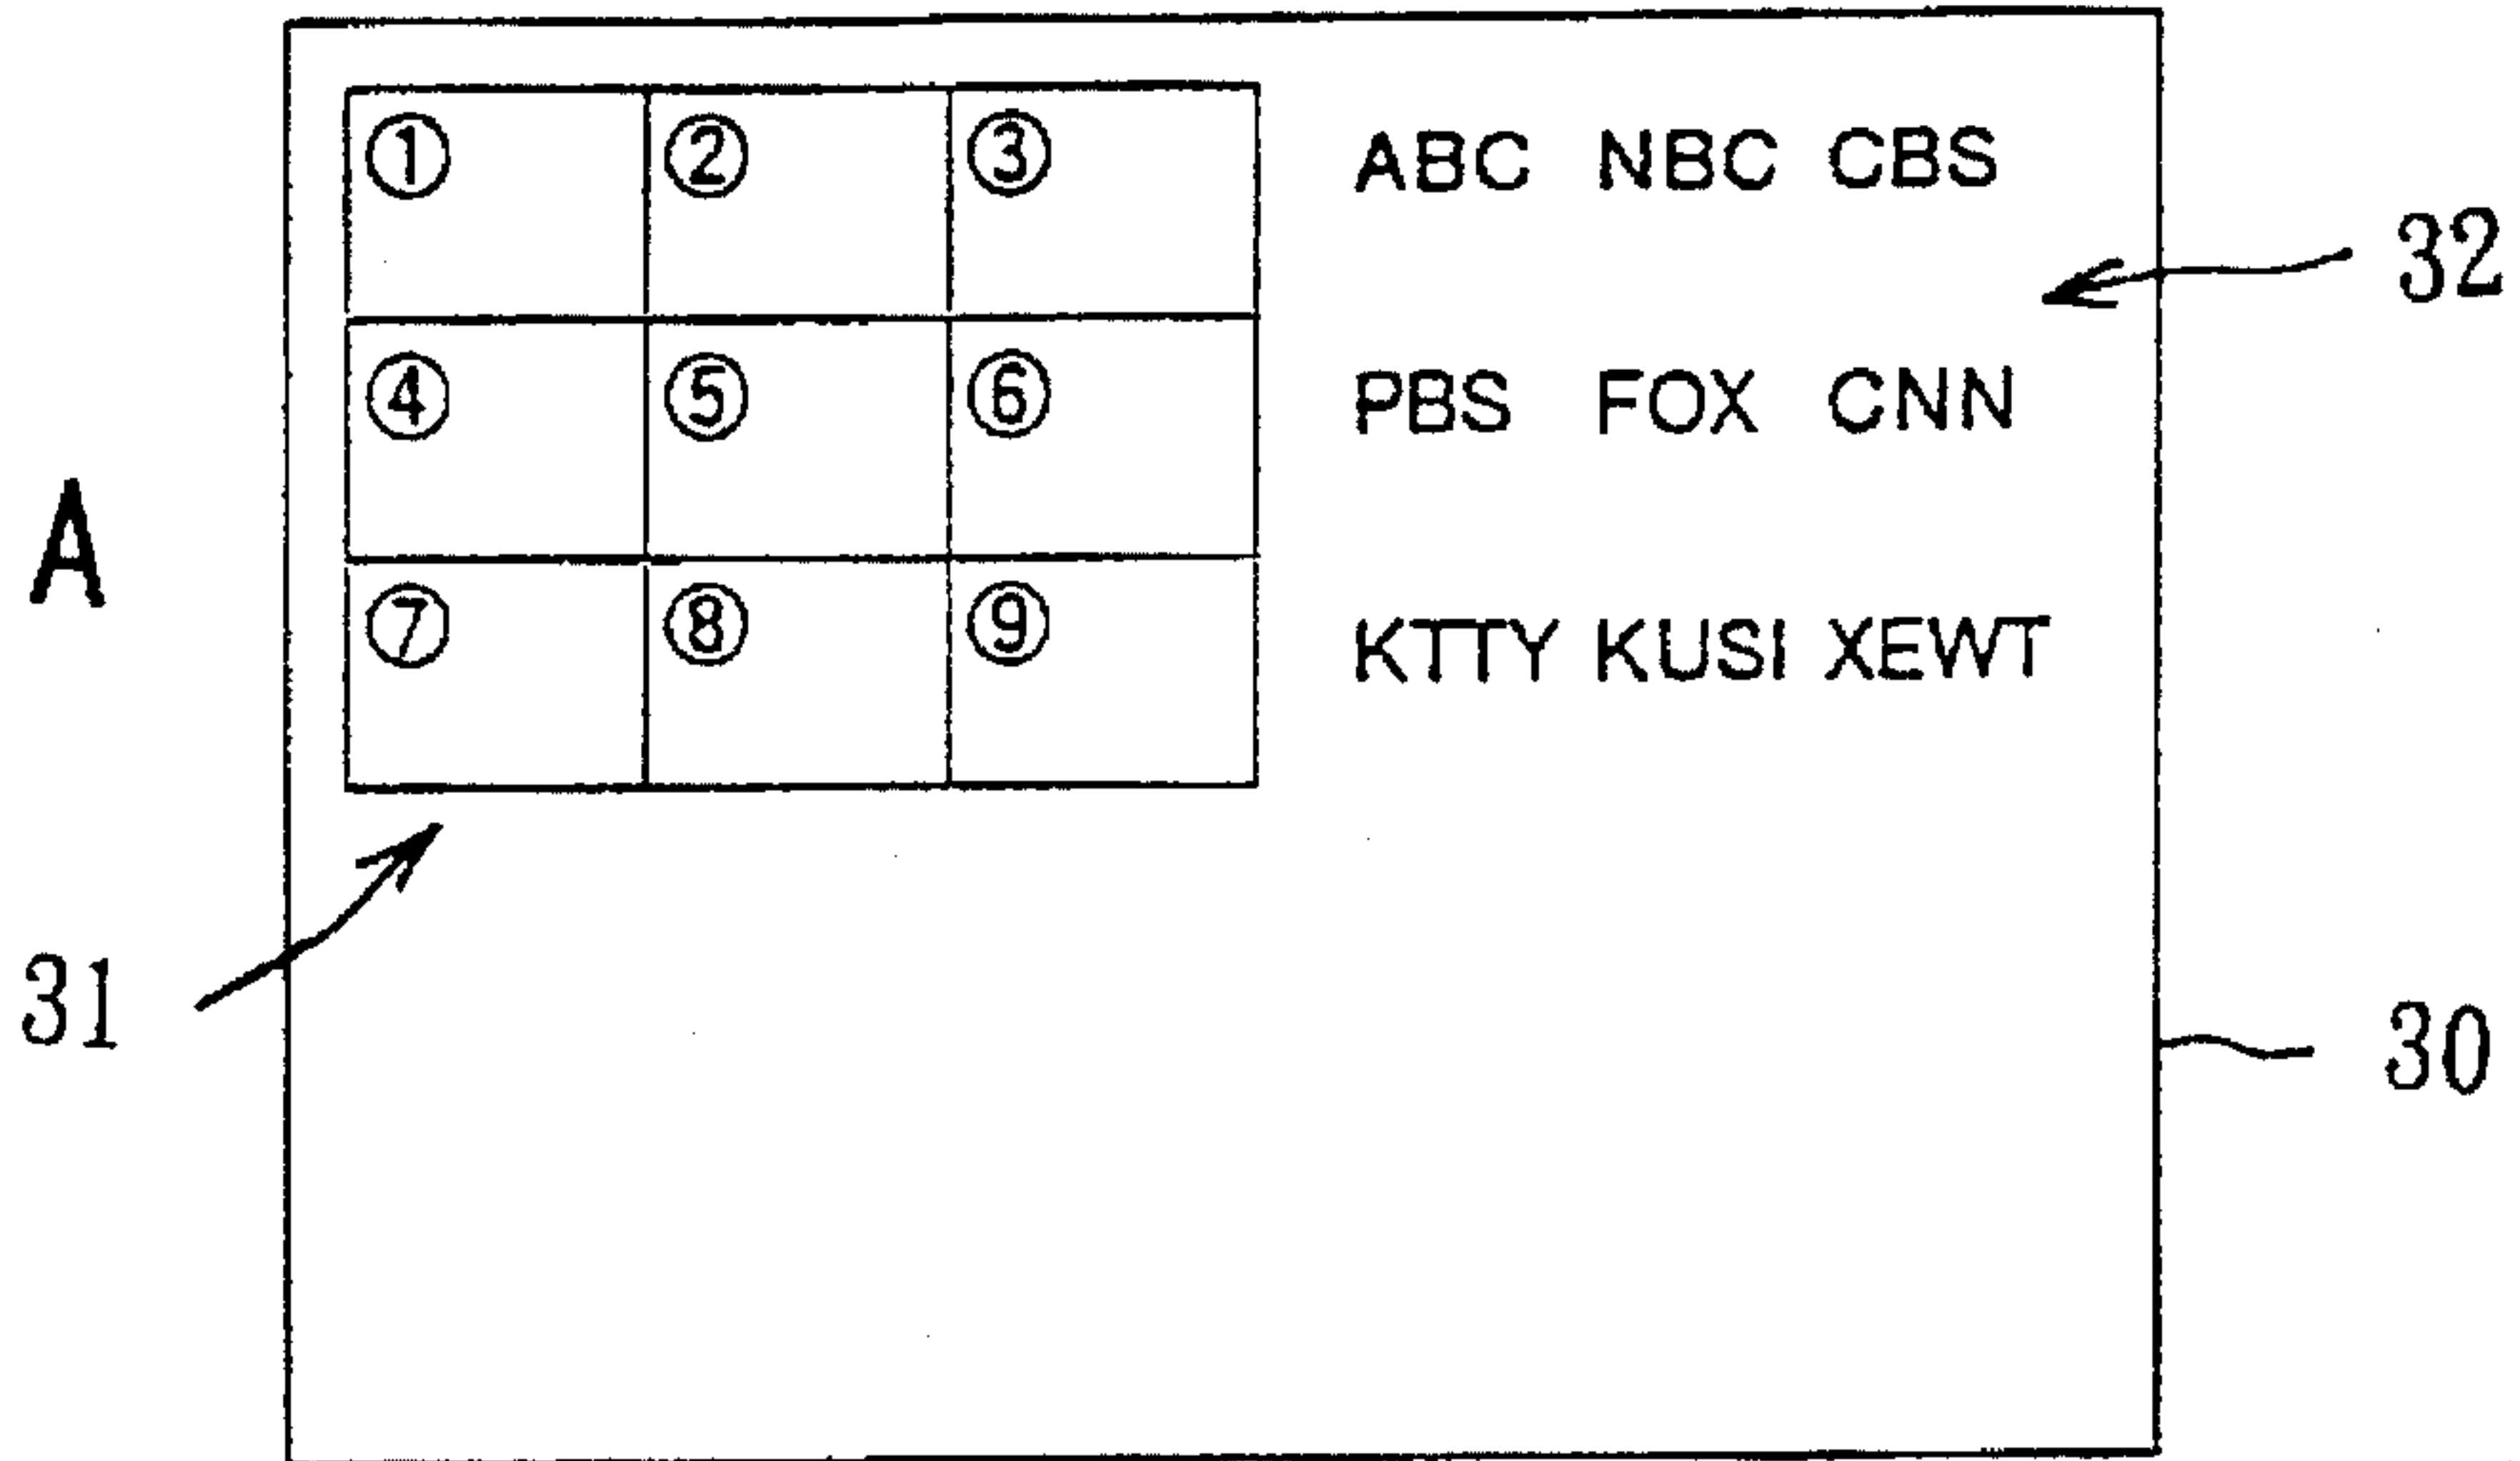 ① ② ③ ABC NBC CBS
32
④ ⑤ ⑥ PBS FOX CNN
A
⑦ ⑧ ⑨ KTTY KUSI XEWT
31
30